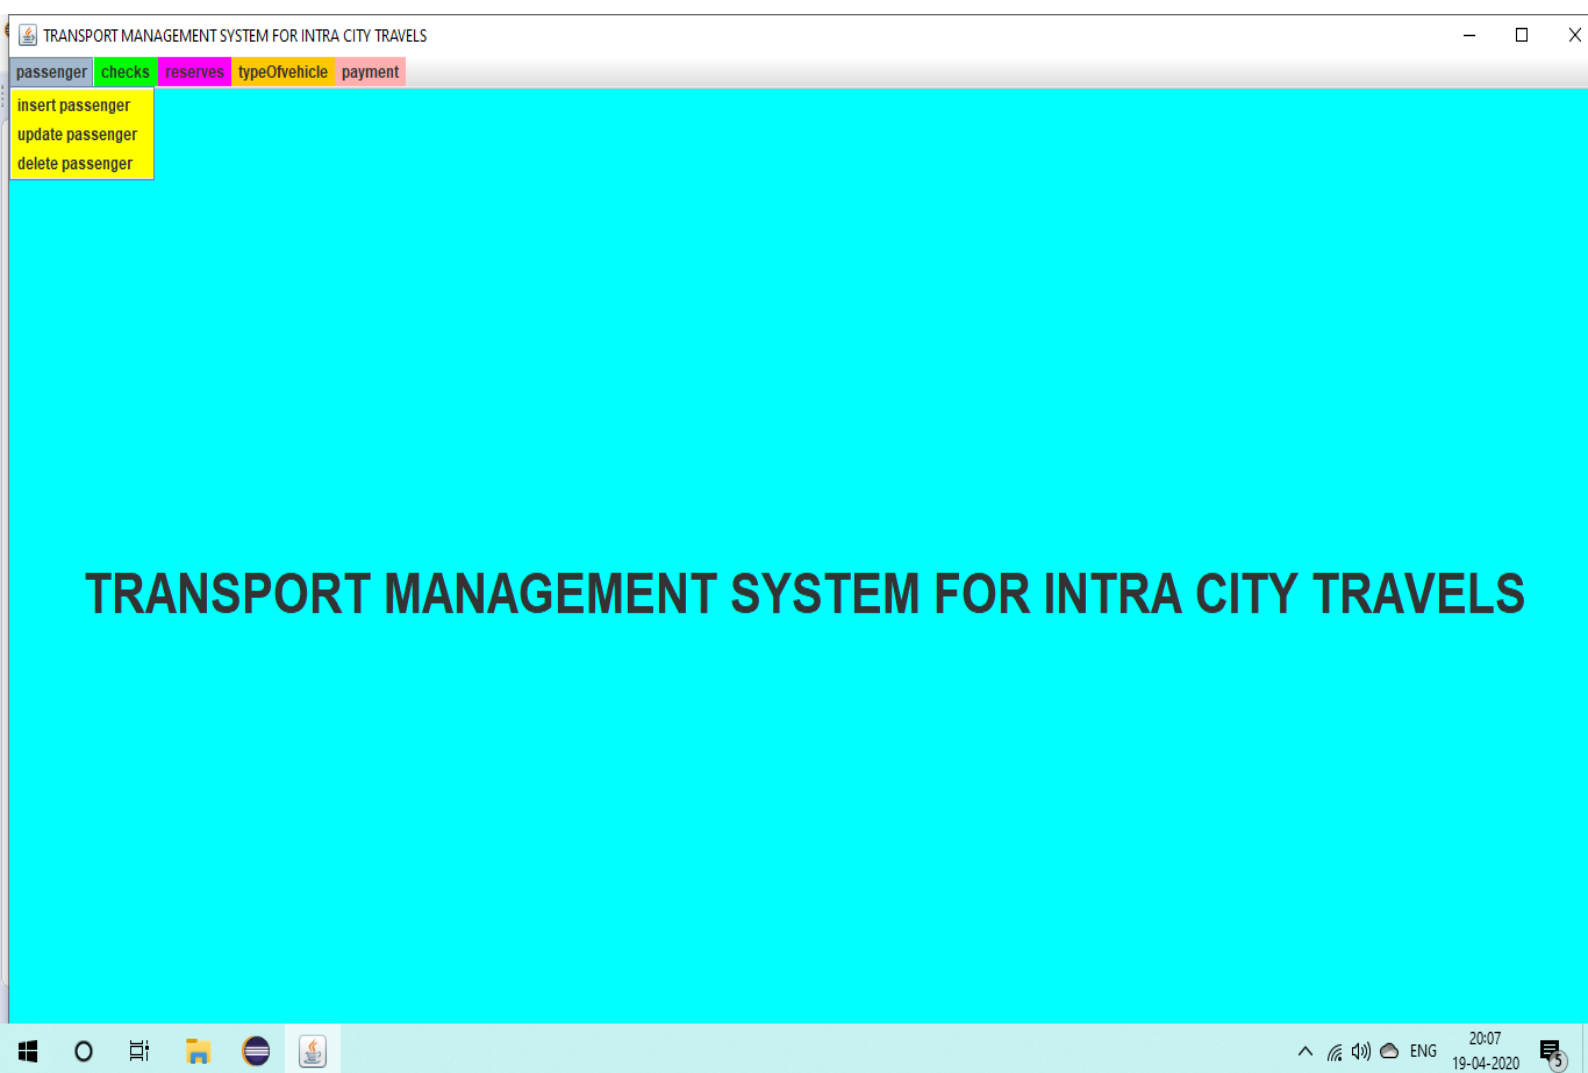 TRANSPORT MANAGEMENT SYSTEM FOR INTRA CITY TRAVELS
passenger checks reserves typeOfvehicle payment
insert passenger
update passenger
delete passenger
TRANSPORT MANAGEMENT SYSTEM FOR INTRA CITY TRAVELS
ENG
20:07
19-04-2020
5